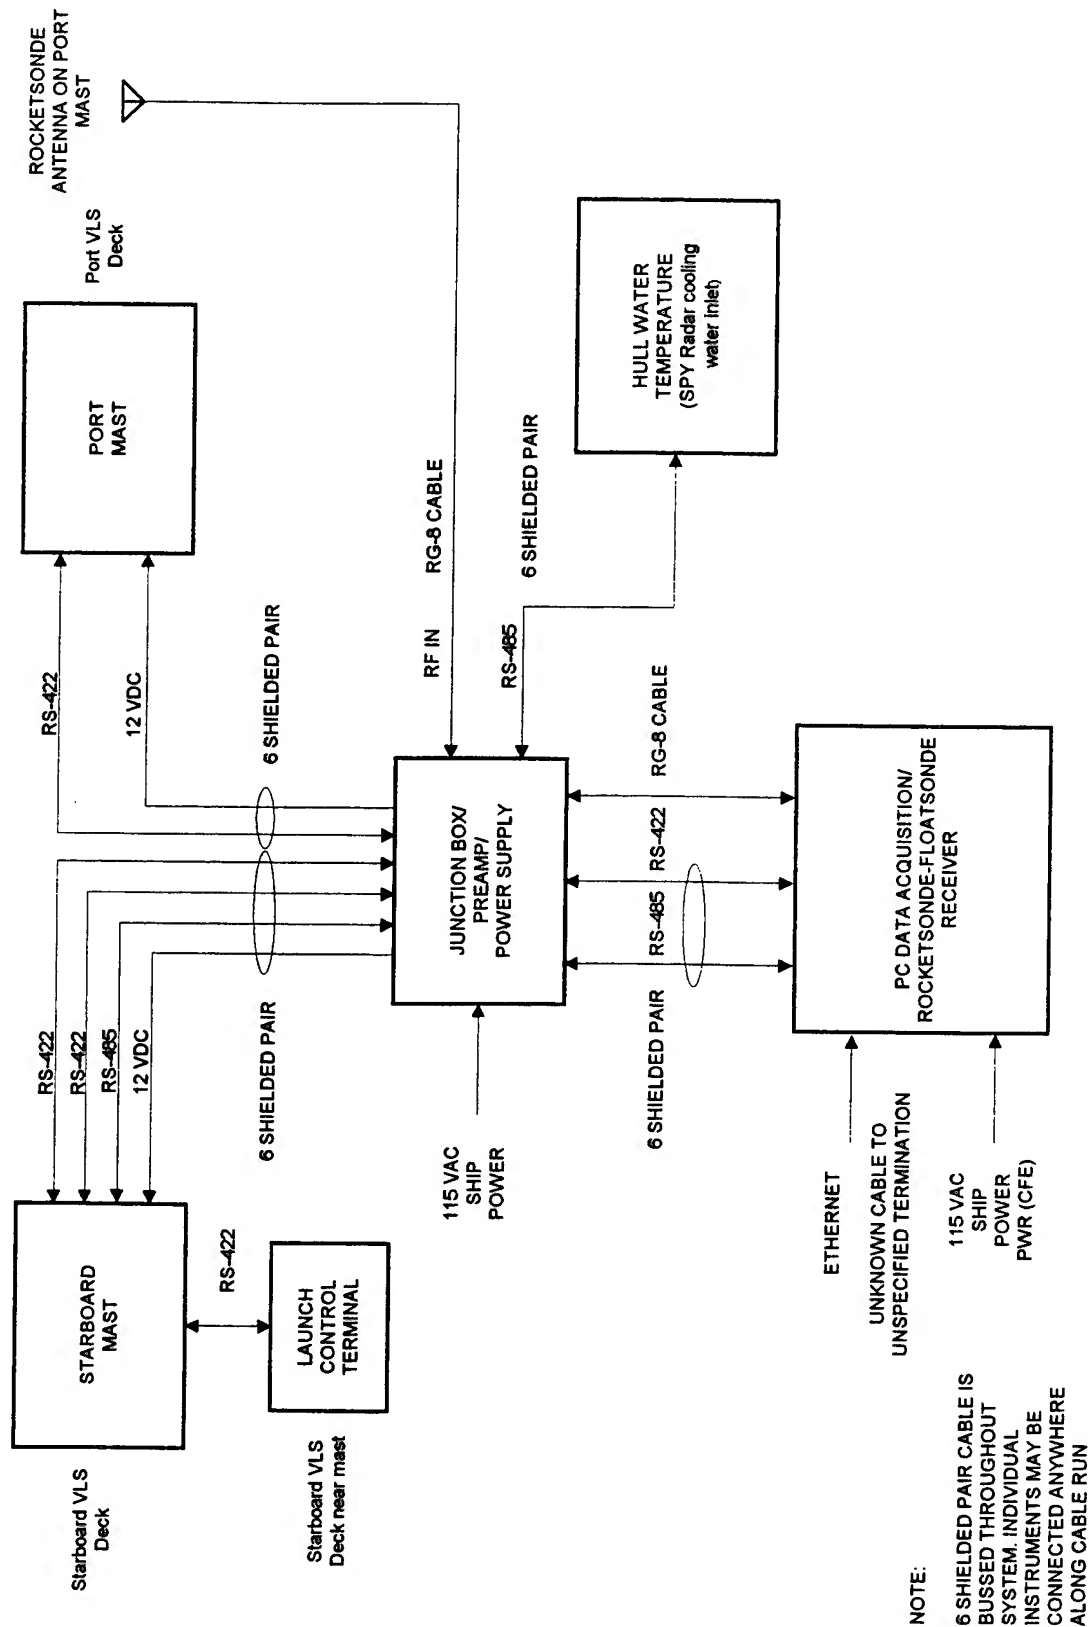 Starboard VLS
Deck
STARBOARD
MAST
RS-422
RS-422
RS-485
12 VDC
RS-422
12 VDC
PORT
MAST
Port VLS
Deck
ROCKETSONDE
ANTENNA ON PORT
MAST
RS-422
Starboard VLS
Deck near mast
LAUNCH
CONTROL
TERMINAL
6 SHIELDED PAIR
6 SHIELDED PAIR
115 VAC
SHIP
POWER
JUNCTION BOX/
PREAMP/
POWER SUPPLY
RF IN
RG-8 CABLE
RS-485
6 SHIELDED PAIR
HULL WATER
TEMPERATURE
(SPY Radar cooling
water inlet)
6 SHIELDED PAIR
RS-485
RS-422
RG-8 CABLE
ETHERNET
UNKNOWN CABLE TO
UNSPECIFIED TERMINATION
115 VAC
SHIP
POWER
PWR (CFE)
PC DATA ACQUISITION/
ROCKETSONDE-FLOATSONDE
RECEIVER
NOTE:
6 SHIELDED PAIR CABLE IS
BUSSED THROUGHOUT
SYSTEM. INDIVIDUAL
INSTRUMENTS MAY BE
CONNECTED ANYWHERE
ALONG CABLE RUN